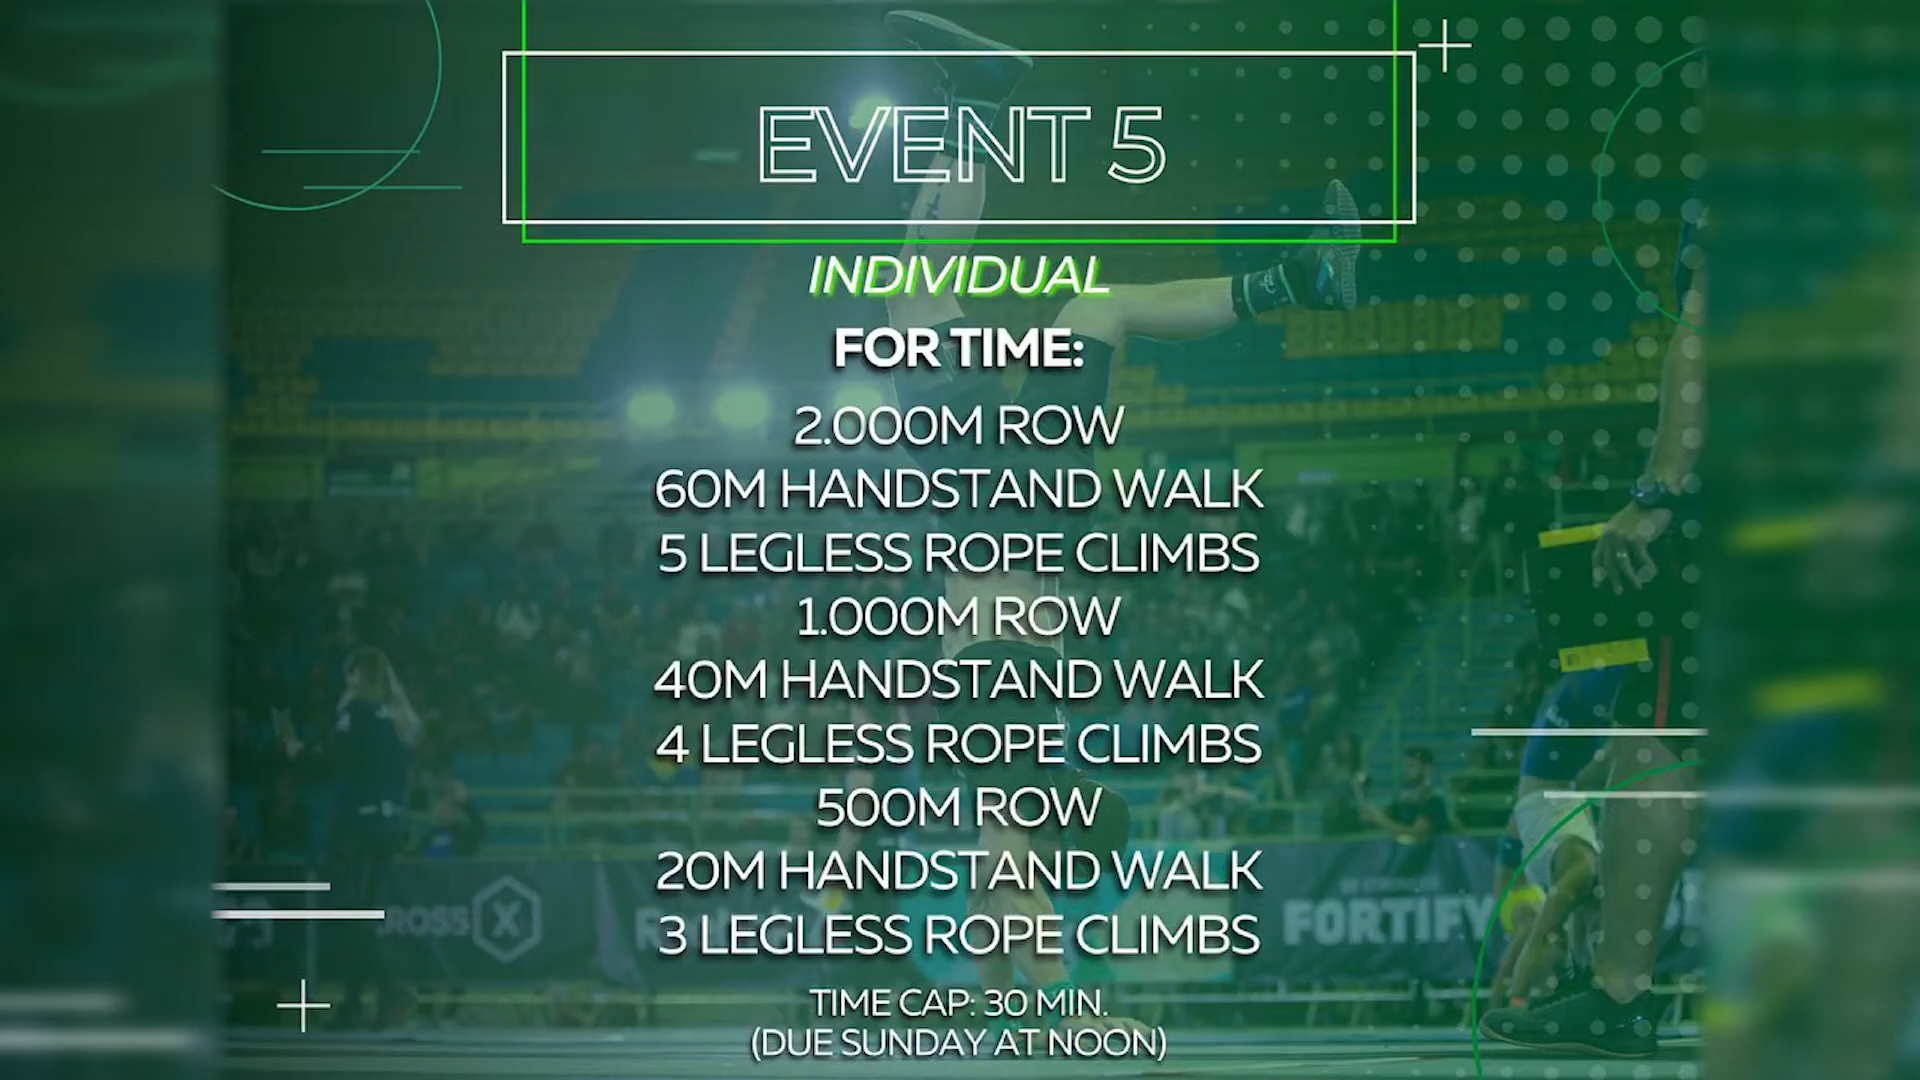 EVENT 5
INDIVIDUAL
FOR TIME:
2.000M ROW
60M HANDSTAND WALK
5 LEGLESS ROPE CLIMBS
1.000M ROW
40M HANDSTAND WALK
4 LEGLESS ROPE CLIMBS
500M ROW
20M HANDSTAND WALK
3 LEGLESS ROPE CLIMBS
TIME CAP: 30 MIN.
(DUE SUNDAY AT NOON)
ROSS X
FORTIFY